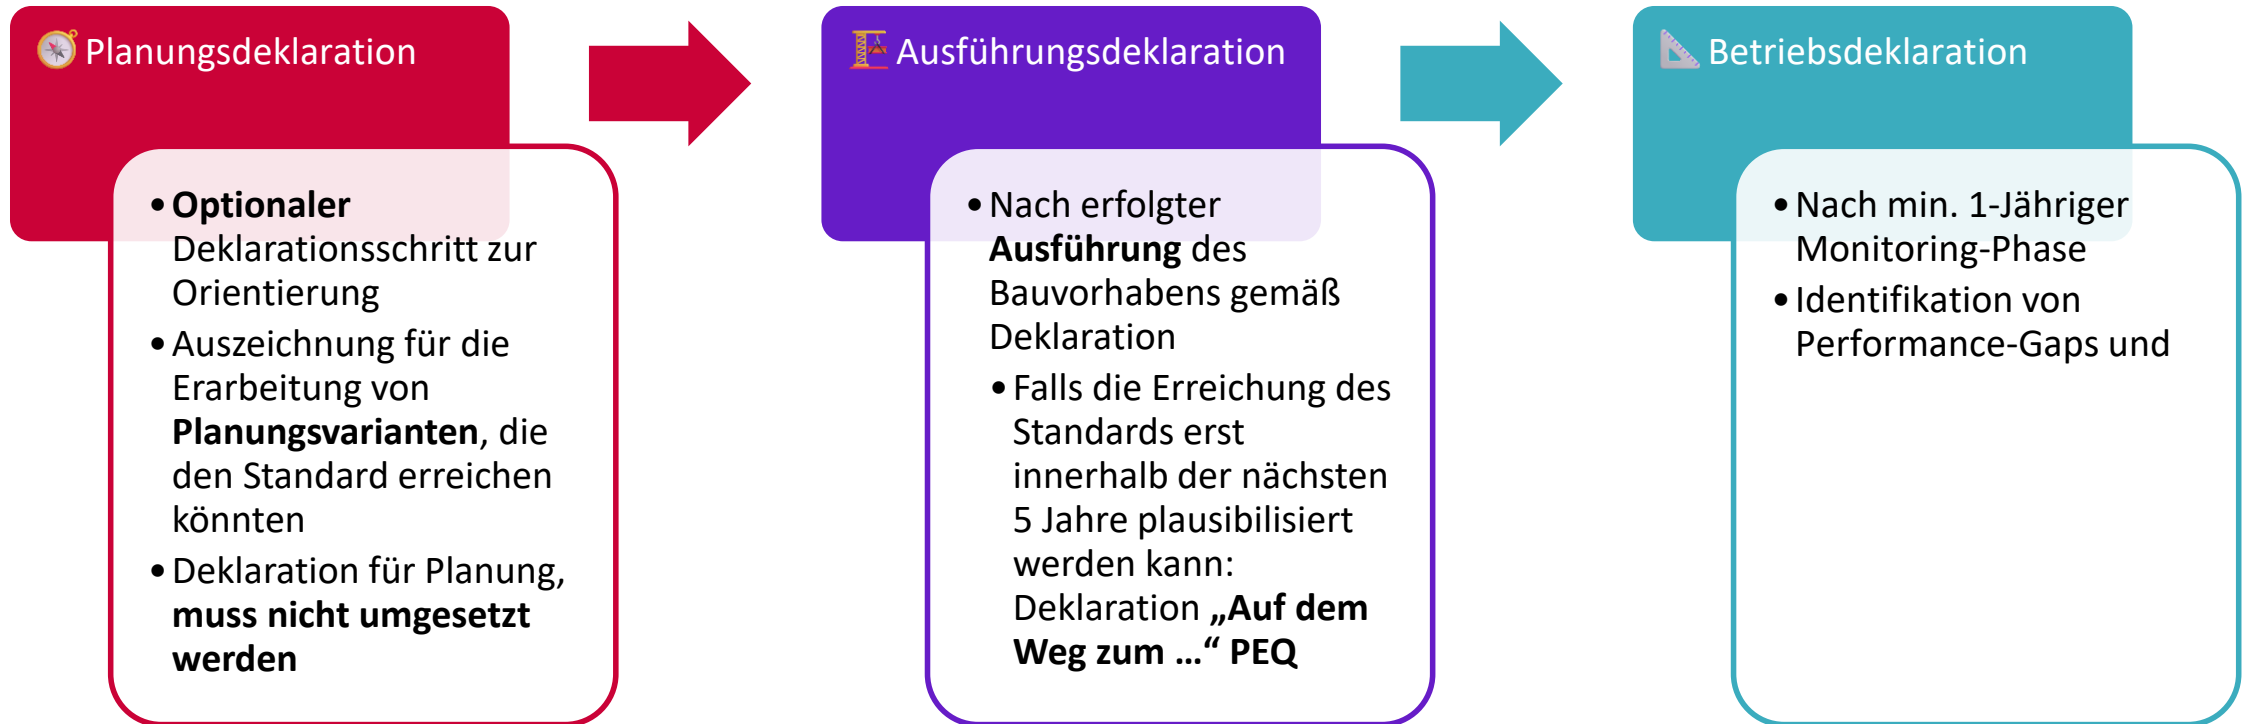 Planungsdeklaration
• Optionaler
Deklarationsschritt zur
Orientierung
• Auszeichnung für die
Erarbeitung von
Planungsvarianten, die
den Standard erreichen
könnten
• Deklaration für Planung,
muss nicht umgesetzt
werden
Ausführungsdeklaration
• Nach erfolgter
Ausführung des
Bauvorhabens gemäß
Deklaration
• Falls die Erreichung des
Standards erst
innerhalb der nächsten
5 Jahre plausibilisiert
werden kann:
Deklaration „Auf dem
Weg zum …“ PEQ
Betriebsdeklaration
• Nach min. 1-Jähriger
Monitoring-Phase
• Identifikation von
Performance-Gaps und